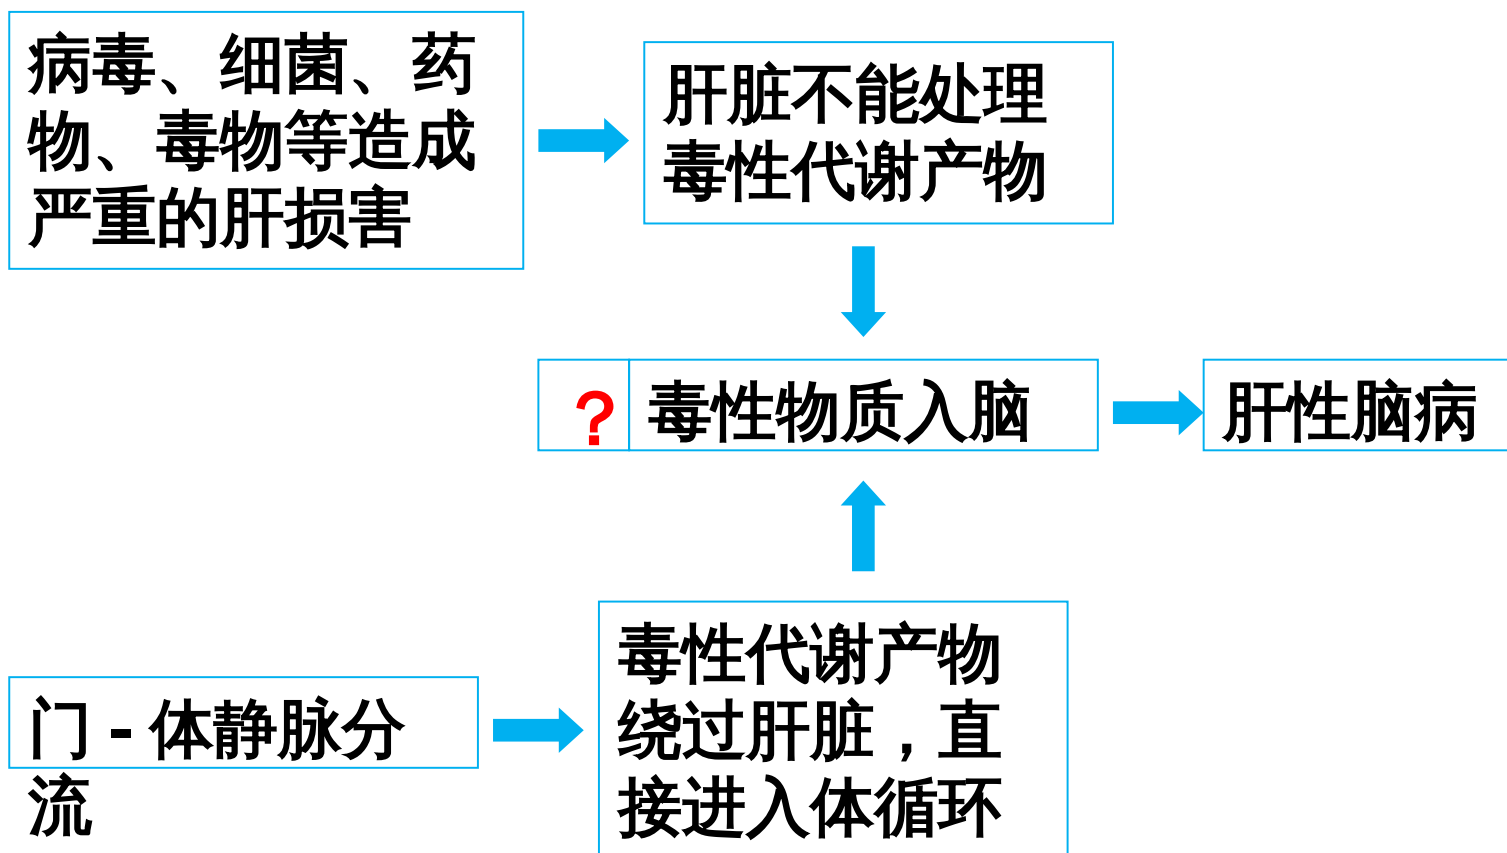 病毒、细菌、药
物、毒物等造成
严重的肝损害
肝脏不能处理
毒性代谢产物
？
毒性物质入脑
肝性脑病
门 - 体静脉分
流
毒性代谢产物
绕过肝脏，直
接进入体循环